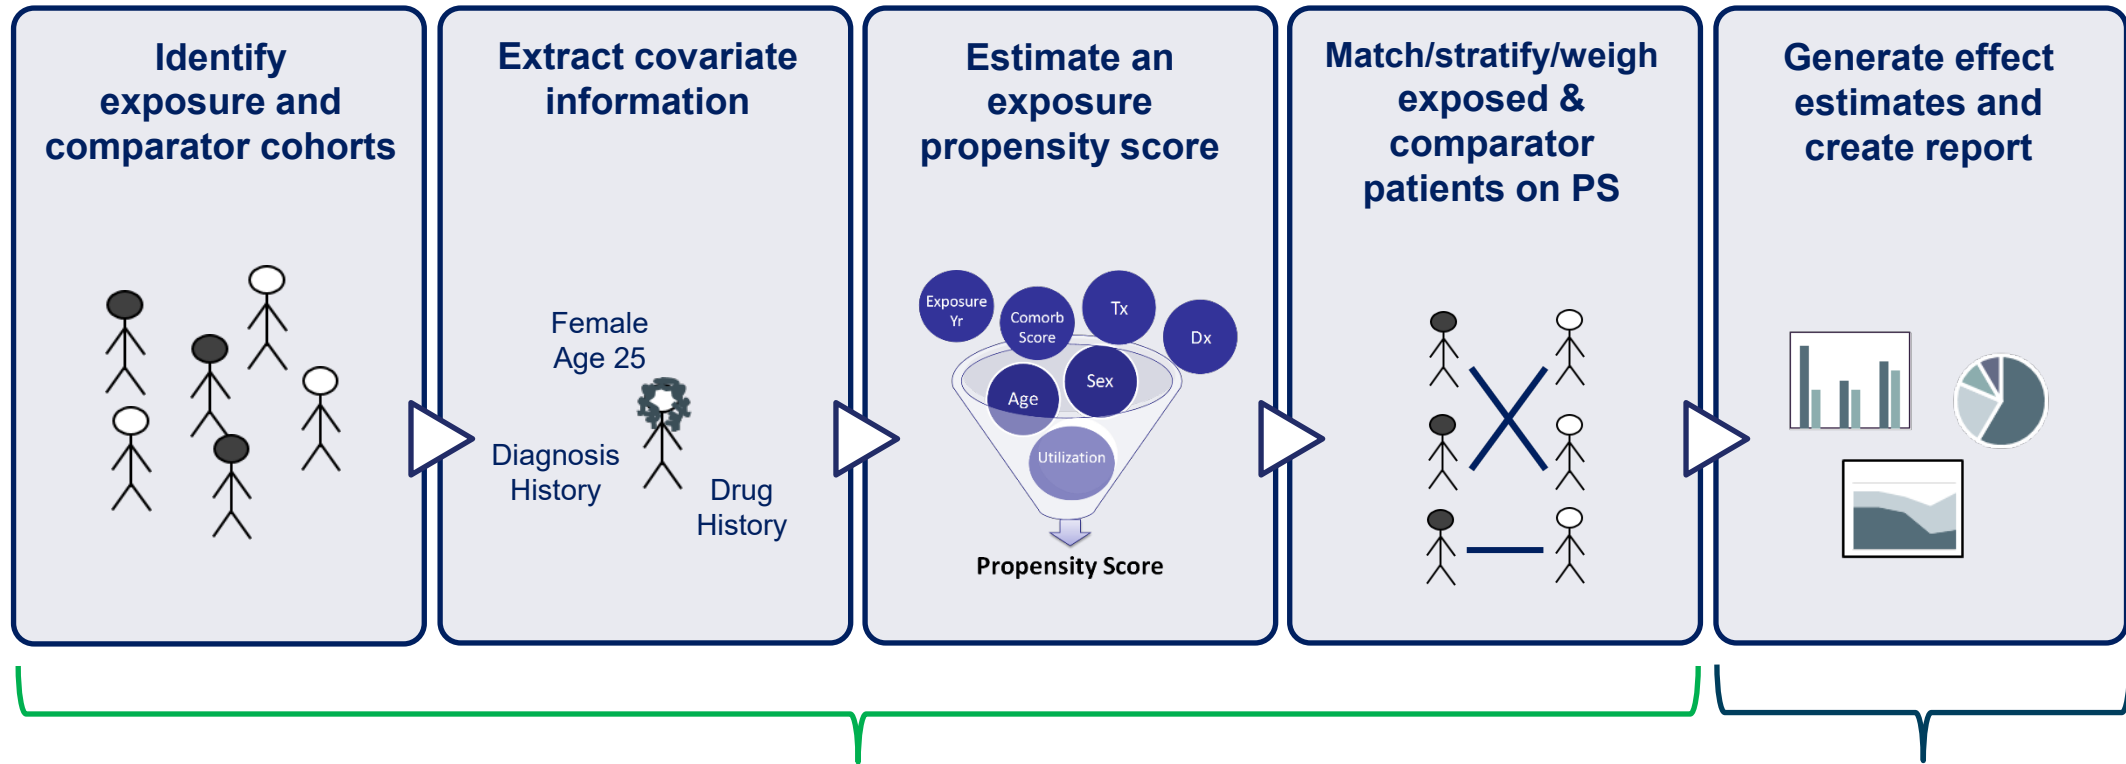 Identify
exposure and
comparator cohorts
Extract covariate
information
Female
Age 25
Diagnosis
History
Drug
History
Estimate an
exposure
propensity score
Exposure
Yr
Comorb
Score
Tx
Dx
Age
Sex
Utilization
Propensity Score
Match/stratify/weigh
exposed &
comparator
patients on PS
Generate effect
estimates and
create report